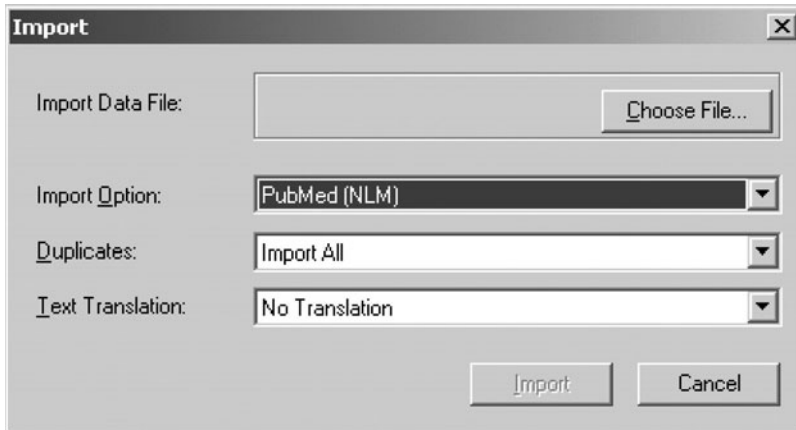 Import
Import Data File:
Choose File...
Import Option:
PubMed (NLM)
Duplicates:
Import All
Text Translation:
No Translation
Import
Cancel